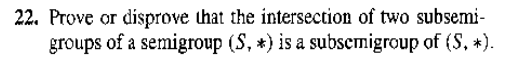 22. Prove or disprove that the intersection of two subsemi-
groups of a semigroup (S, *) is a subsemigroup of (S, *).